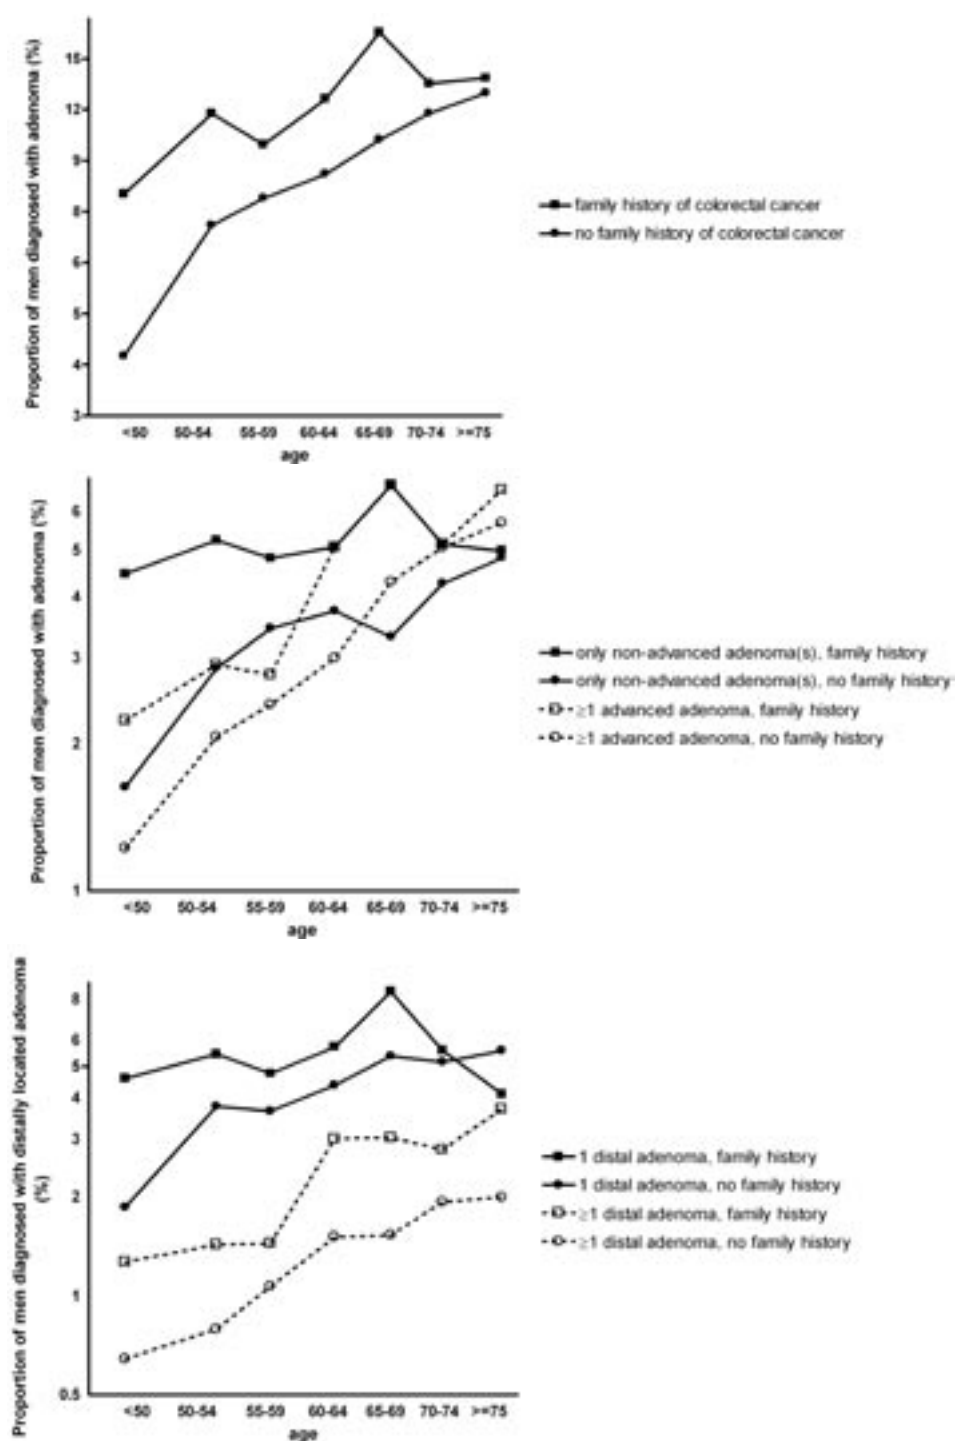 Proportion of men diagnosed with adenoma (%)
15
12
9
8
6
5
4
3
<50 50-54 55-59 60-64 65-69 70-74 >=75
age
family history of colorectal cancer
no family history of colorectal cancer
Proportion of men diagnosed with adenoma (%)
6
5
4
3
2
1
<50 50-54 55-59 60-64 65-69 70-74 >=75
age
only non-advanced adenoma(s), family history
only non-advanced adenoma(s), no family history
≥1 advanced adenoma, family history
≥1 advanced adenoma, no family history
Proportion of men diagnosed with distally located adenoma
(%)
8
6
5
4
3
2
1
0.5
<50 50-54 55-59 60-64 65-69 70-74 >=75
age
1 distal adenoma, family history
1 distal adenoma, no family history
≥1 distal adenoma, family history
≥1 distal adenoma, no family history